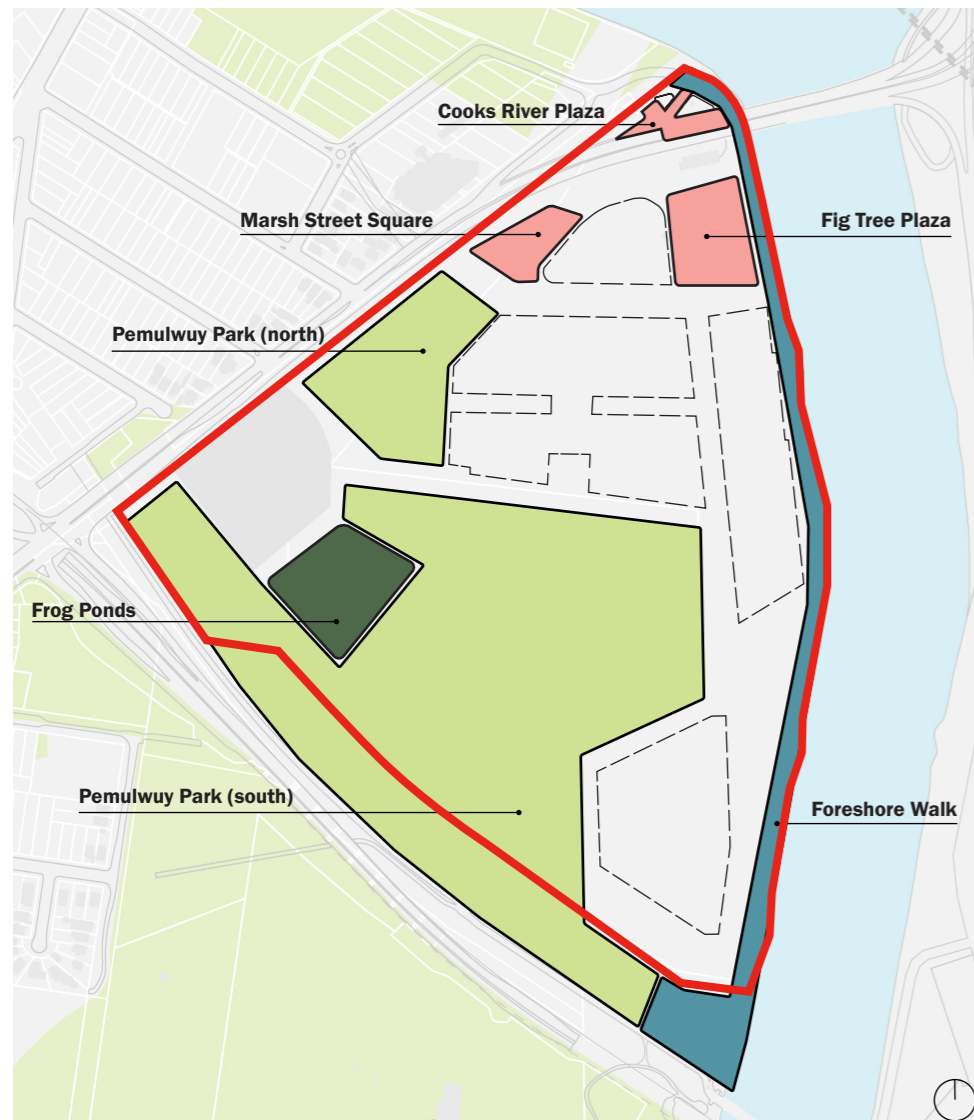 Cooks River Plaza
Marsh Street Square
Fig Tree Plaza
Pemulwuy Park (north)
Frog Ponds
Pemulwuy Park (south)
Foreshore Walk